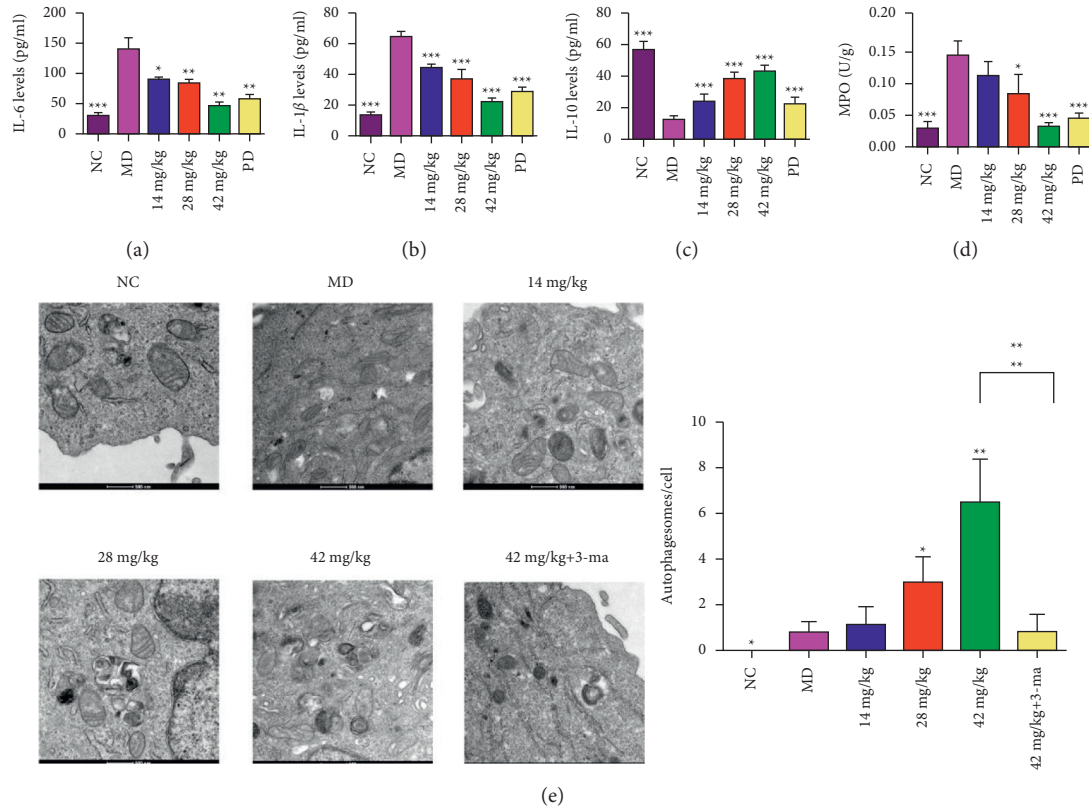 200
150
100
50
0
IL-6 levels (pg/ml)
***
*
**
**
**
NC
MD
14 mg/kg
28 mg/kg
42 mg/kg
PD
(a)
80
60
40
20
0
IL-1β levels (pg/ml)
***
***
***
***
***
NC
MD
14 mg/kg
28 mg/kg
42 mg/kg
PD
(b)
80
60
40
20
0
IL-10 levels (pg/ml)
***
***
***
***
***
NC
MD
14 mg/kg
28 mg/kg
42 mg/kg
PD
(c)
0.20
0.15
0.10
0.05
0.00
MPO (U/g)
***
*
***
***
NC
MD
14 mg/kg
28 mg/kg
42 mg/kg
PD
(d)
NC
MD
14 mg/kg
500 nm
500 nm
500 nm
28 mg/kg
42 mg/kg
42 mg/kg+3-ma
10
8
6
4
2
0
Autophagesomes/cell
*
*
**
**
**
NC
MD
14 mg/kg
28 mg/kg
42 mg/kg
42 mg/kg+3-ma
(e)